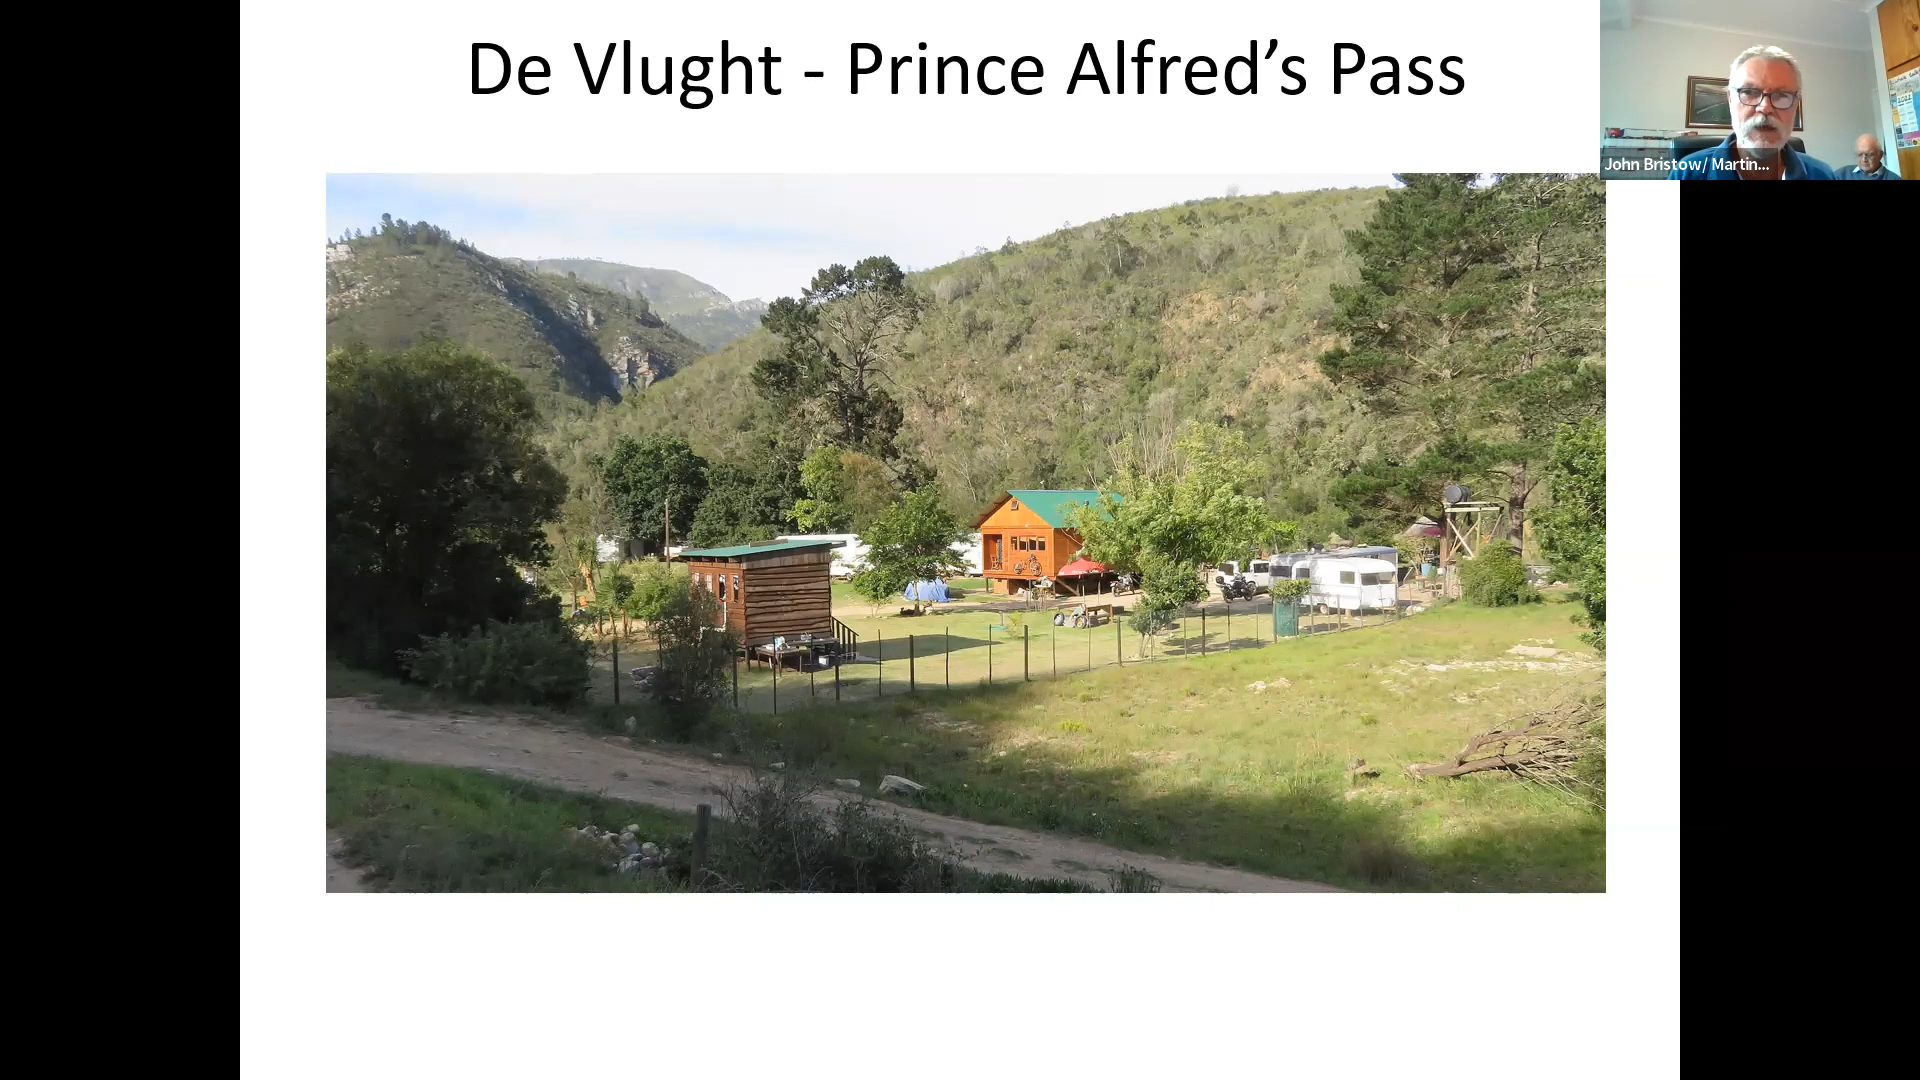 De Vlught - Prince Alfred’s Pass
John Bristow/ Martin...